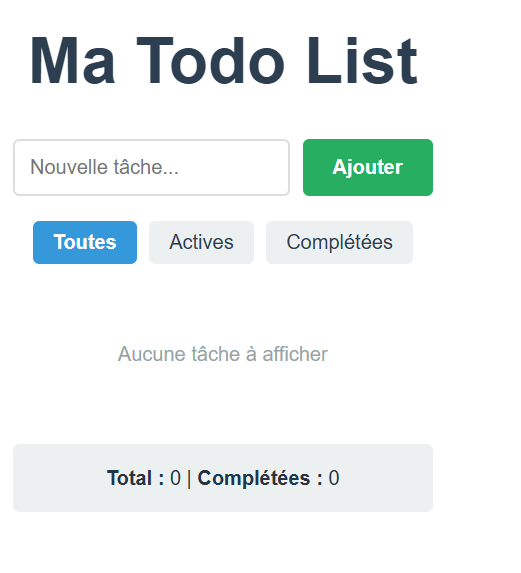 Ma Todo List
Nouvelle tâche...
Ajouter
Toutes
Actives
Complétées
Aucune tâche à afficher
Total : 0 | Complétées : 0